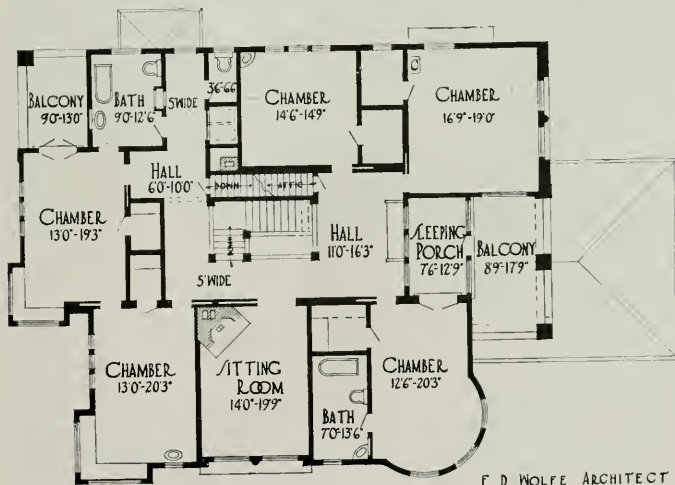 BALCONY
9'0"-13'0"
BATH
9'0"-12'6"
5' WIDE
3'6"-6'6"
CHAMBER
14'6"-14'9"
CHAMBER
16'9"-19'0"
HALL
6'0"-10'0"
DOWN
ATTIC
CHAMBER
13'0"-19'3"
DOWN
HALL
11'0"-16'3"
SLEEPING
PORCH
7'6"-12'9"
BALCONY
8'9"-17'9"
5' WIDE
CHAMBER
13'0"-20'3"
SITTING
ROOM
14'0"-19'9"
CHAMBER
12'6"-20'3"
BATH
7'0"-13'6"
F. D. WOLFE ARCHITECT